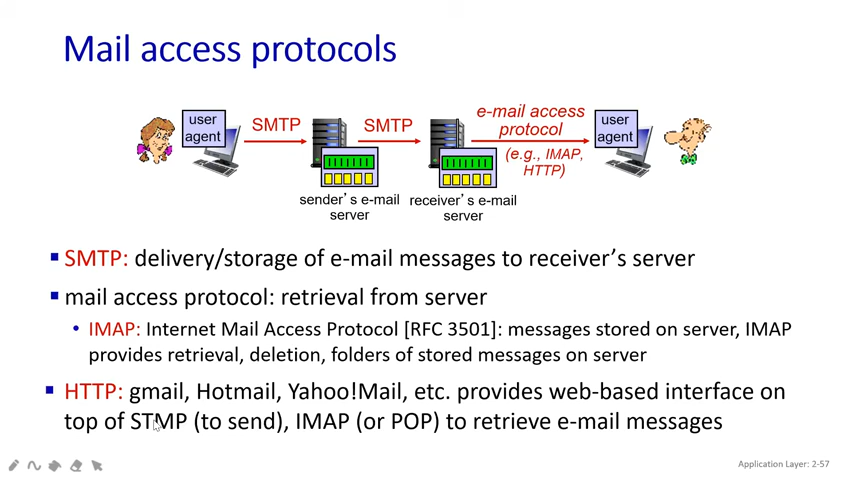 Mail access protocols
user
agent
SMTP
SMTP
e-mail access
protocol
(e.g., IMAP,
HTTP)
user
agent
sender's e-mail
server
receiver's e-mail
server
▪ SMTP: delivery/storage of e-mail messages to receiver's server
▪ mail access protocol: retrieval from server
• IMAP: Internet Mail Access Protocol [RFC 3501]: messages stored on server, IMAP
provides retrieval, deletion, folders of stored messages on server
▪ HTTP: gmail, Hotmail, Yahoo!Mail, etc. provides web-based interface on
top of STMP (to send), IMAP (or POP) to retrieve e-mail messages
Application Layer: 2-57